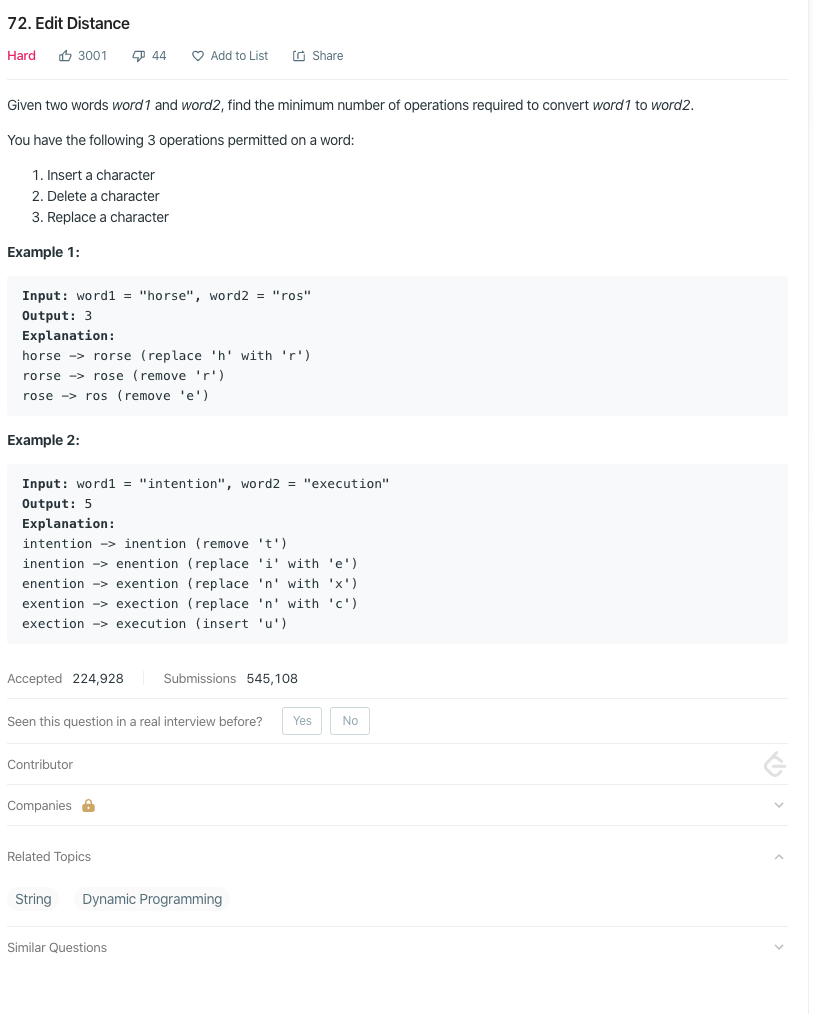 72. Edit Distance
Hard 3001 44 Add to List Share
Given two words word1 and word2, find the minimum number of operations required to convert word1 to word2.
You have the following 3 operations permitted on a word:
1. Insert a character
2. Delete a character
3. Replace a character
Example 1:
Input: word1 = "horse", word2 = "ros"
Output: 3
Explanation:
horse -> rorse (replace 'h' with 'r')
rorse -> rose (remove 'r')
rose -> ros (remove 'e')
Example 2:
Input: word1 = "intention", word2 = "execution"
Output: 5
Explanation:
intention -> inention (remove 't')
inention -> enention (replace 'i' with 'e')
enention -> exention (replace 'n' with 'x')
exention -> exection (replace 'n' with 'c')
exection -> execution (insert 'u')
Accepted 224,928 Submissions 545,108
Seen this question in a real interview before? Yes No
Contributor
Companies
Related Topics
String Dynamic Programming
Similar Questions